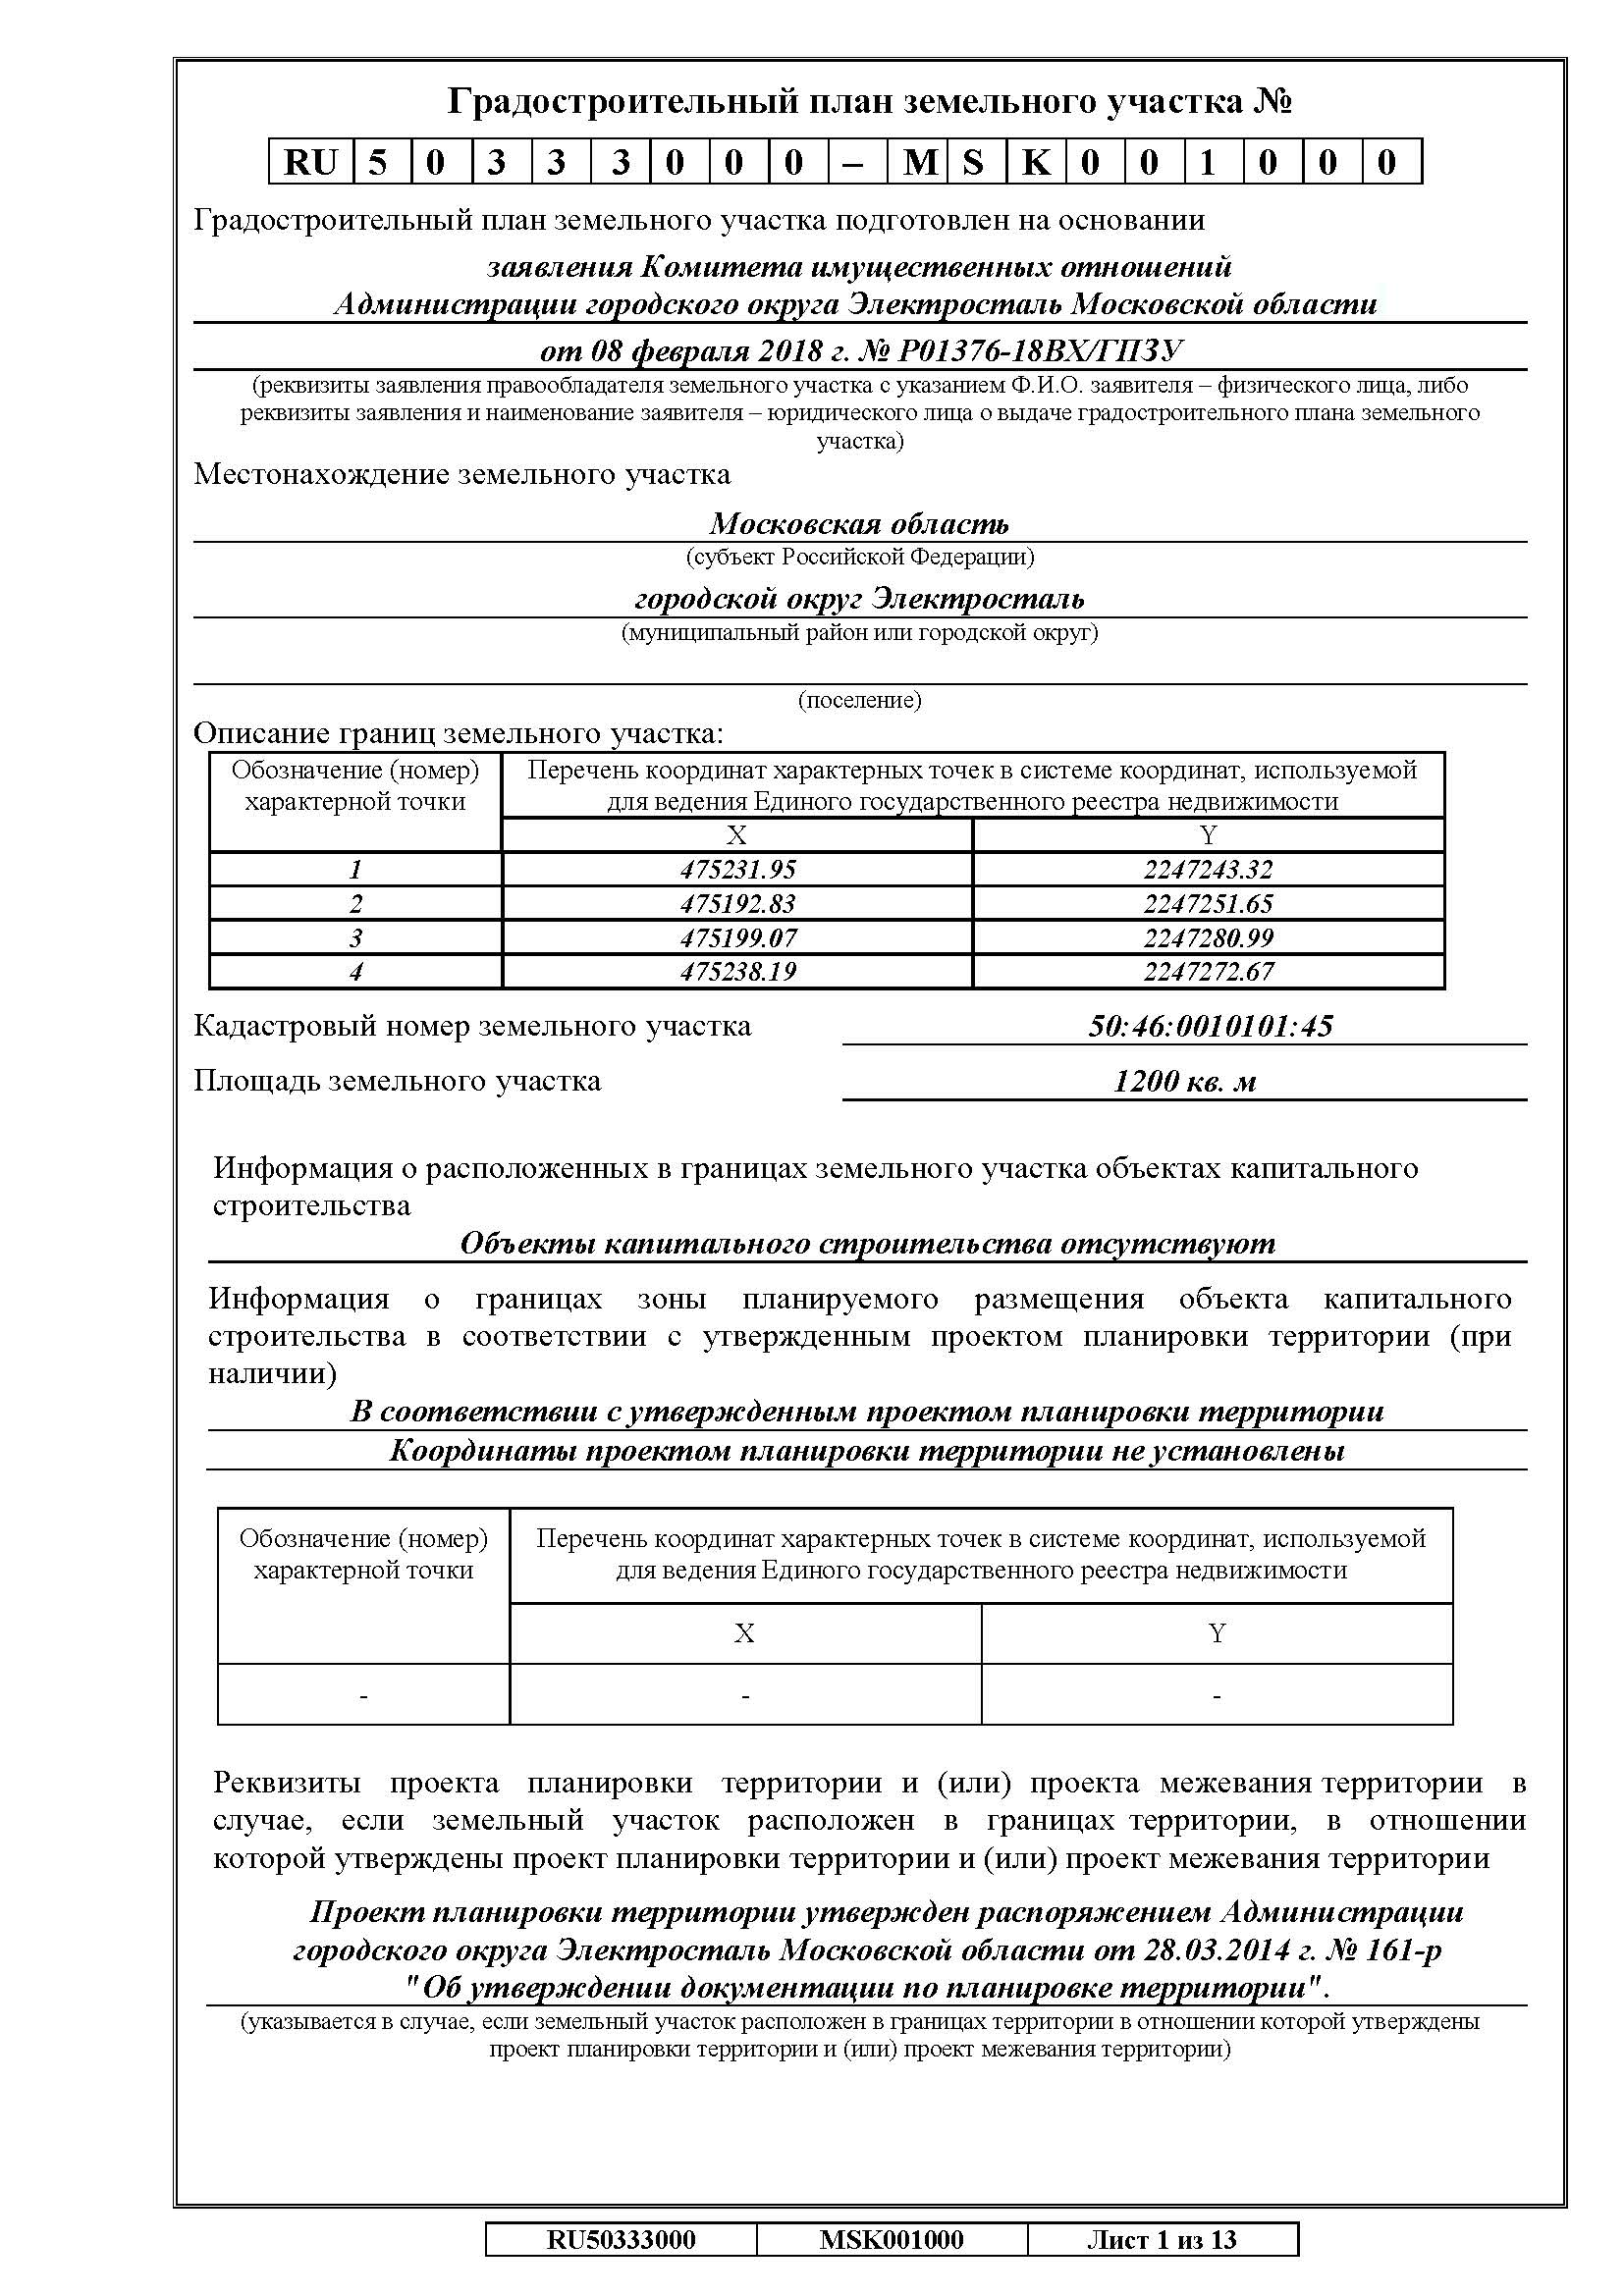 Градостроительный план земельного участка №
RU 5 0 3 3 3 0 0 0 – M S K 0 0 1 0 0 0
Градостроительный план земельного участка подготовлен на основании
заявления Комитета имущественных отношений
Администрации городского округа Электросталь Московской области
от 08 февраля 2018 г. № Р01376-18ВХ/ГПЗУ
(реквизиты заявления правообладателя земельного участка с указанием Ф.И.О. заявителя – физического лица, либо
реквизиты заявления и наименование заявителя – юридического лица о выдаче градостроительного плана земельного
участка)
Местонахождение земельного участка
Московская область
(субъект Российской Федерации)
городской округ Электросталь
(муниципальный район или городской округ)
(поселение)
Описание границ земельного участка:
Обозначение (номер) характерной точки
Перечень координат характерных точек в системе координат, используемой
для ведения Единого государственного реестра недвижимости
X Y
1 475231.95 2247243.32
2 475192.83 2247251.65
3 475199.07 2247280.99
4 475238.19 2247272.67
Кадастровый номер земельного участка 50:46:0010101:45
Площадь земельного участка 1200 кв. м
Информация о расположенных в границах земельного участка объектах капитального
строительства
Объекты капитального строительства отсутствуют
Информация о границах зоны планируемого размещения объекта капитального
строительства в соответствии с утвержденным проектом планировки территории (при
наличии)
В соответствии с утвержденным проектом планировки территории
Координаты проектом планировки территории не установлены
Обозначение (номер)
характерной точки
Перечень координат характерных точек в системе координат, используемой
для ведения Единого государственного реестра недвижимости
X Y
- - -
Реквизиты проекта планировки территории и (или) проекта межевания территории в
случае, если земельный участок расположен в границах территории, в отношении
которой утверждены проект планировки территории и (или) проект межевания территории
Проект планировки территории утвержден распоряжением Администрации
городского округа Электросталь Московской области от 28.03.2014 г. № 161-р
"Об утверждении документации по планировке территории".
(указывается в случае, если земельный участок расположен в границах территории в отношении которой утверждены
проект планировки территории и (или) проект межевания территории)
RU50333000 MSK001000 Лист 1 из 13